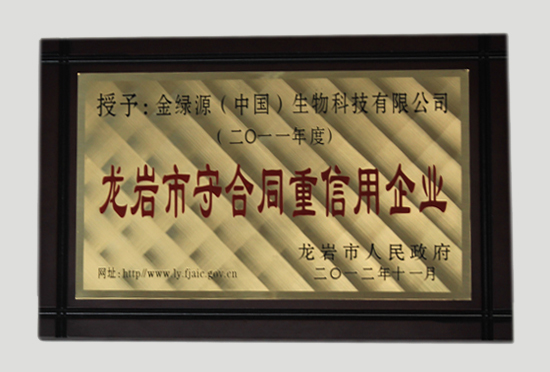 授予：金绿源（中国）生物科技有限公司
（二〇一一年度）
龙岩市守合同重信用企业
龙岩市人民政府
网址：http//www.ly.fjaic.gov.cn
二〇一二年十一月